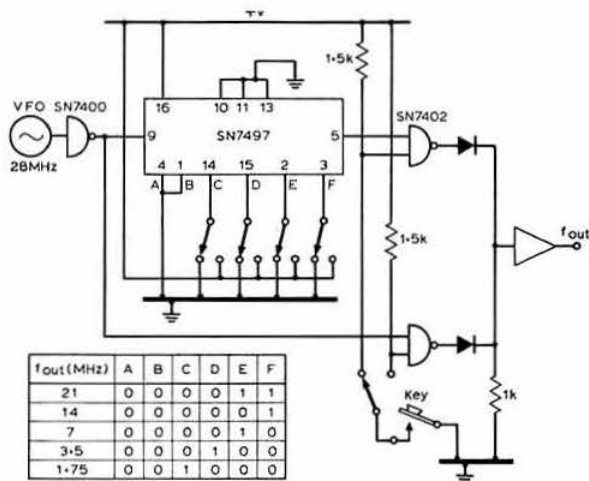 1·5k
16
10
11
13
VFO
SN7400
SN7402
9
SN7497
5
28MHz
4
1
14
15
2
3
A
B
C
D
E
F
1·5k
fout
fout(MHz) A B C D E F
21 0 0 0 0 1 1
14 0 0 0 0 0 1
7 0 0 0 0 1 0
3·5 0 0 0 1 0 0
1·75 0 0 1 0 0 0
Key
1k